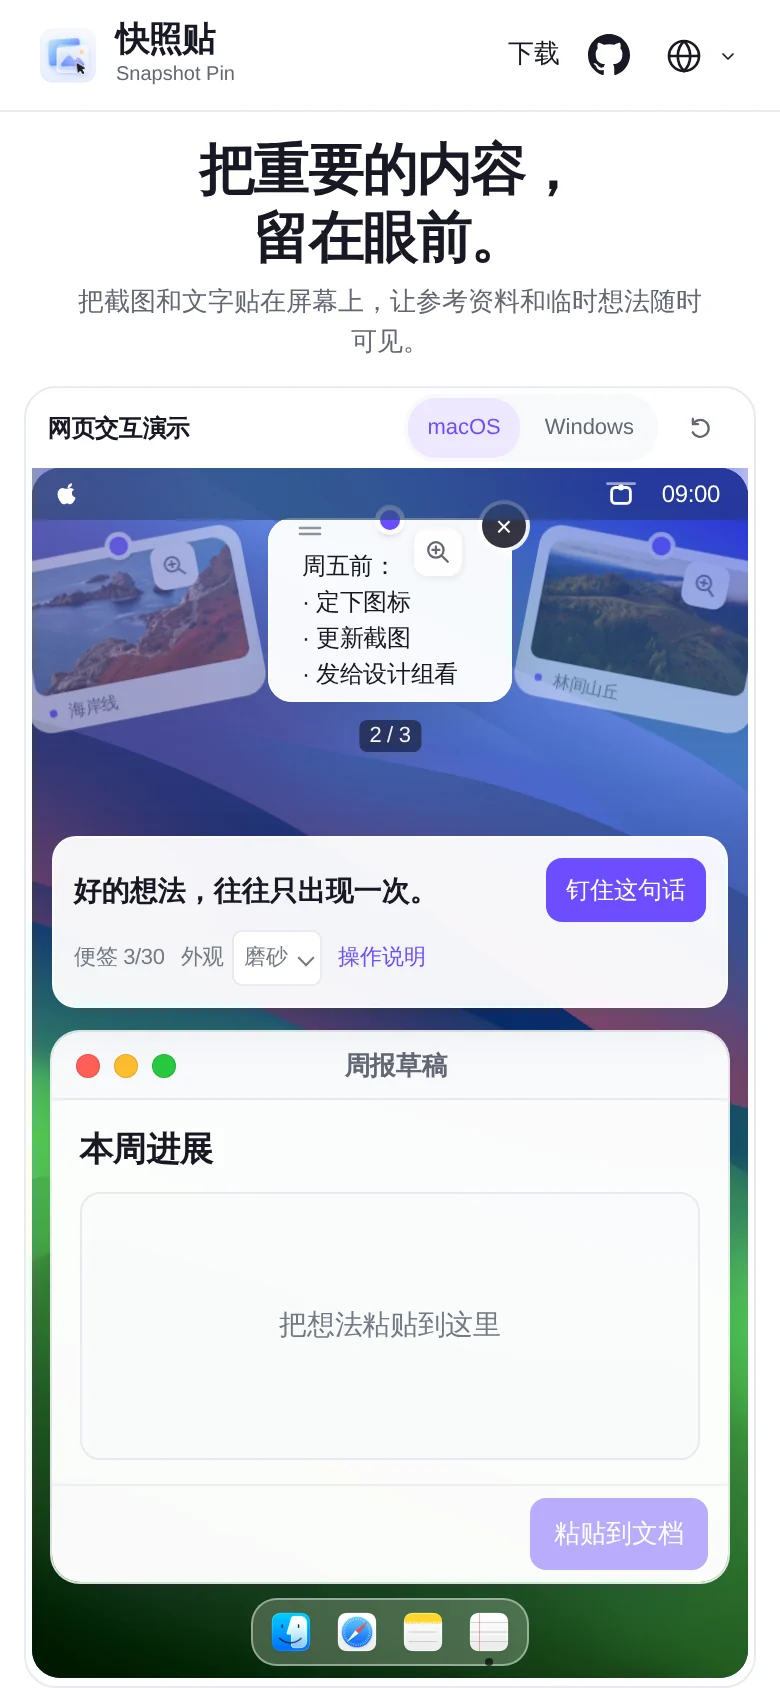 快照贴
Snapshot Pin
下载
把重要的内容，
留在眼前。
把截图和文字贴在屏幕上，让参考资料和临时想法随时
可见。
网页交互演示
macOS
Windows
09:00
周五前：
· 定下图标
· 更新截图
· 发给设计组看
海岸线
林间山丘
2 / 3
好的想法，往往只出现一次。
钉住这句话
便签 3/30
外观
磨砂
操作说明
周报草稿
本周进展
把想法粘贴到这里
粘贴到文档